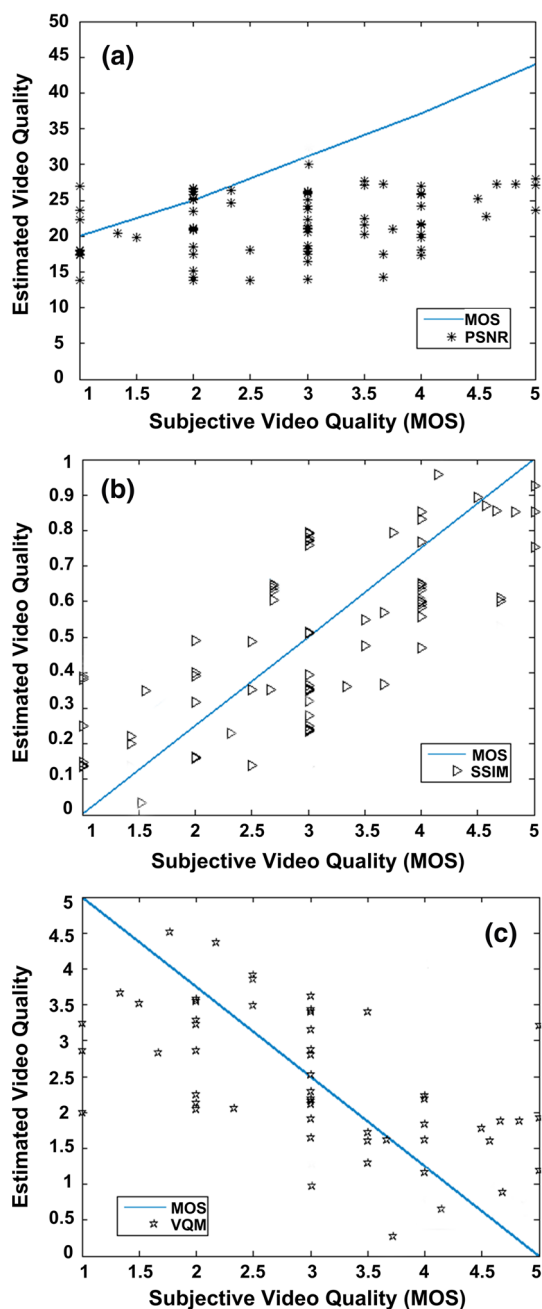 (a)
Estimated Video Quality
50
45
40
35
30
25
20
15
10
5
0
MOS
PSNR
1 1.5 2 2.5 3 3.5 4 4.5 5
Subjective Video Quality (MOS)
(b)
Estimated Video Quality
1
0.9
0.8
0.7
0.6
0.5
0.4
0.3
0.2
0.1
0
MOS
SSIM
1 1.5 2 2.5 3 3.5 4 4.5 5
Subjective Video Quality (MOS)
(c)
Estimated Video Quality
5
4.5
4
3.5
3
2.5
2
1.5
1
0.5
0
MOS
VQM
1 1.5 2 2.5 3 3.5 4 4.5 5
Subjective Video Quality (MOS)